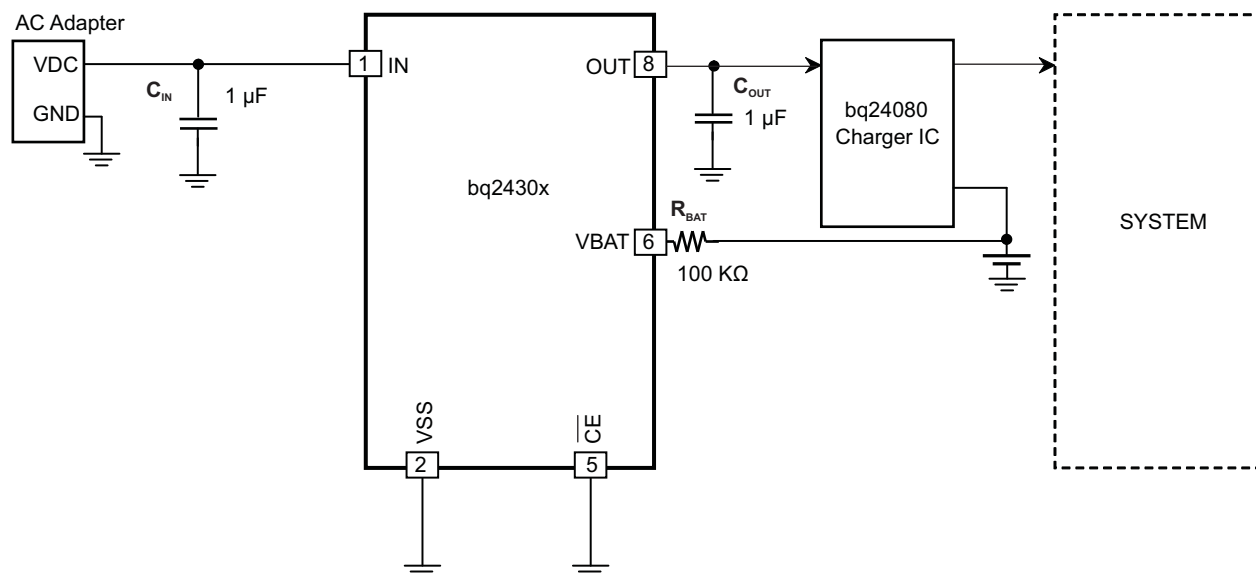 AC Adapter
VDC
GND
C_IN
1 µF
1
IN
OUT
8
C_OUT
1 µF
bq24080
Charger IC
bq2430x
R_BAT
VBAT
6
100 KΩ
SYSTEM
VSS
2
CE
5